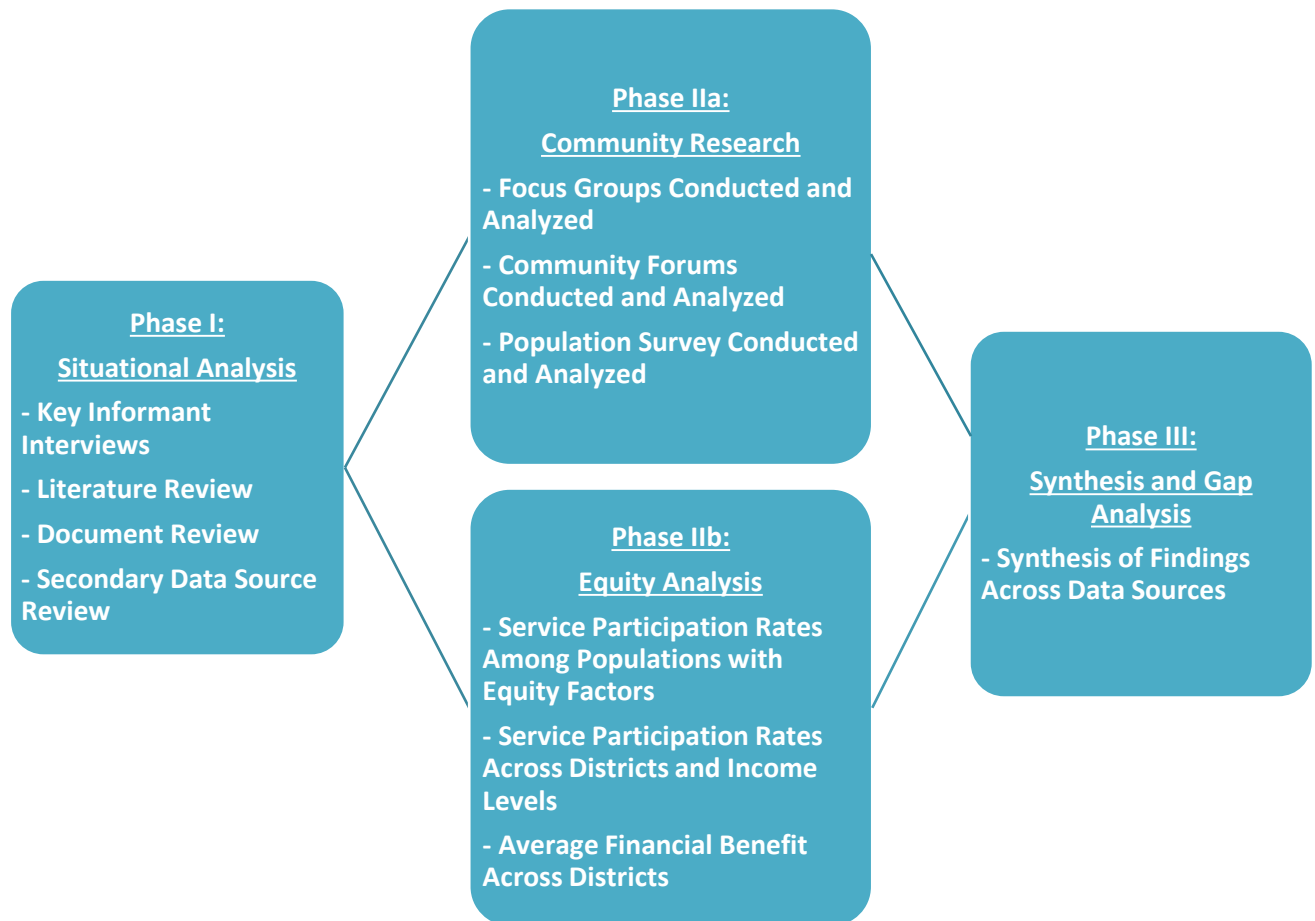 Phase I:
Situational Analysis
- Key Informant
Interviews
- Literature Review
- Document Review
- Secondary Data Source
Review
Phase IIa:
Community Research
- Focus Groups Conducted and
Analyzed
- Community Forums
Conducted and Analyzed
- Population Survey Conducted
and Analyzed
Phase IIb:
Equity Analysis
- Service Participation Rates
Among Populations with
Equity Factors
- Service Participation Rates
Across Districts and Income
Levels
- Average Financial Benefit
Across Districts
Phase III:
Synthesis and Gap
Analysis
- Synthesis of Findings
Across Data Sources